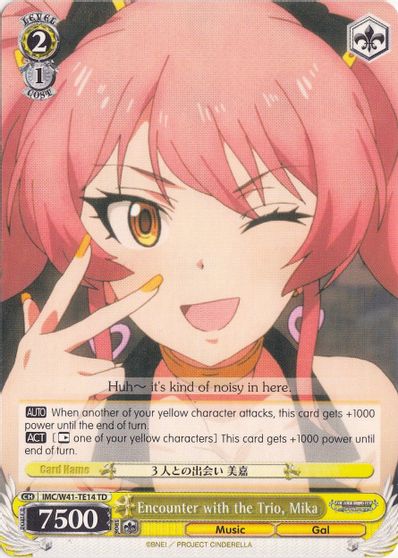 LEVEL
2
1
COST
Huh~ it's kind of noisy in here.
AUTO When another of your yellow character attacks, this card gets +1000
power until the end of turn.
ACT [ one of your yellow characters] This card gets +1000 power until
end of turn.
Card Name
3人との出会い 美嘉
CH IMC/W41-TE14 TD
Encounter with the Trio, Mika
POWER
7500
SOUL
Music
Gal
©BNEI / PROJECT CINDERELLA